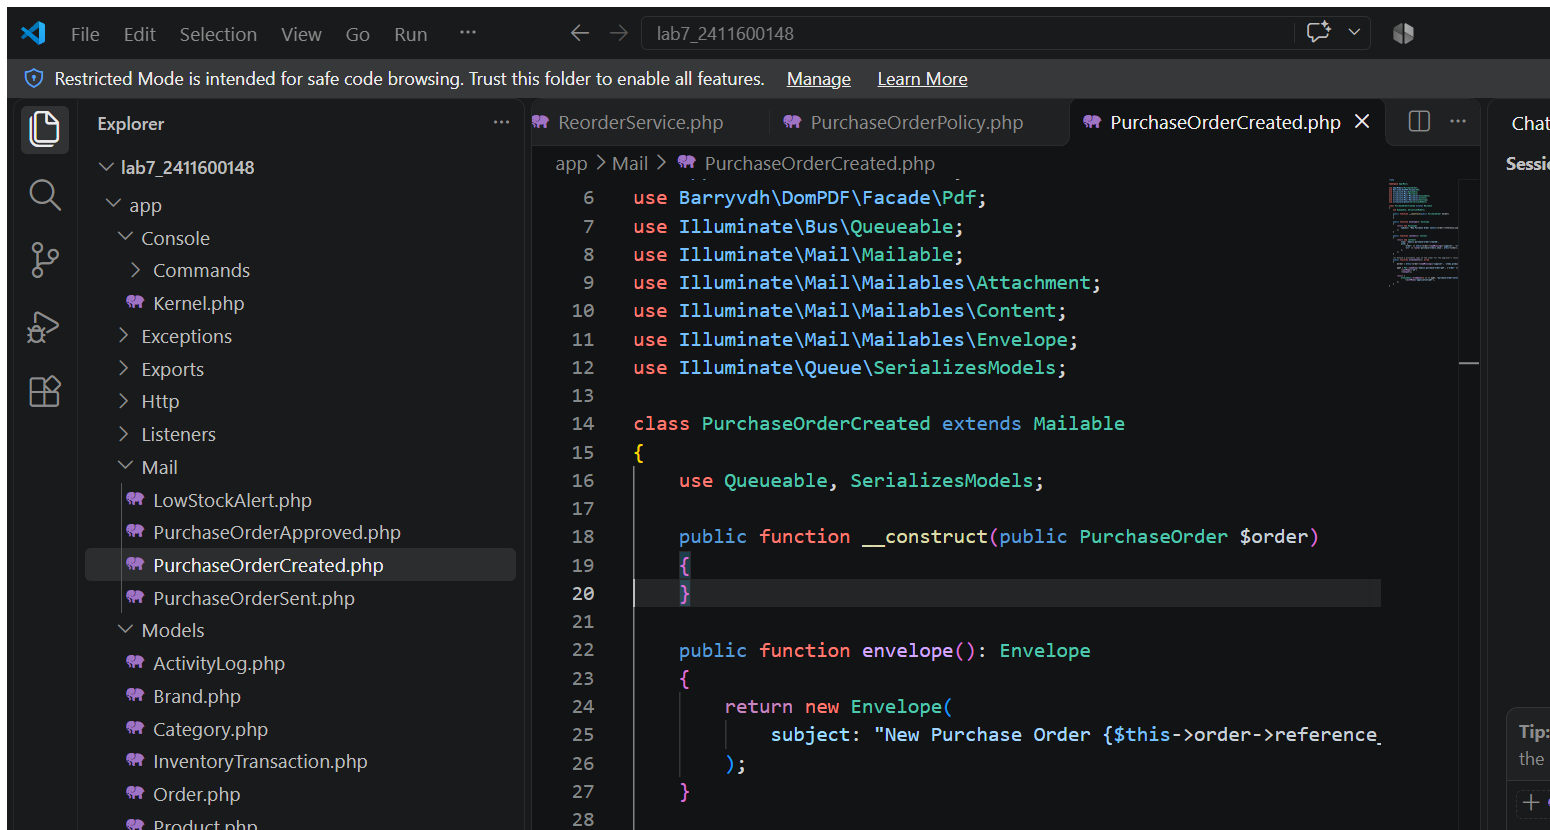 File Edit Selection View Go Run ··· lab7_2411600148
Restricted Mode is intended for safe code browsing. Trust this folder to enable all features. Manage Learn More
Explorer ···
lab7_2411600148
app
Console
Commands
Kernel.php
Exceptions
Exports
Http
Listeners
Mail
LowStockAlert.php
PurchaseOrderApproved.php
PurchaseOrderCreated.php
PurchaseOrderSent.php
Models
ActivityLog.php
Brand.php
Category.php
InventoryTransaction.php
Order.php
Product.php
ReorderService.php PurchaseOrderPolicy.php PurchaseOrderCreated.php ···
app > Mail > PurchaseOrderCreated.php
6 use Barryvdh\DomPDF\Facade\Pdf;
7 use Illuminate\Bus\Queueable;
8 use Illuminate\Mail\Mailable;
9 use Illuminate\Mail\Mailables\Attachment;
10 use Illuminate\Mail\Mailables\Content;
11 use Illuminate\Mail\Mailables\Envelope;
12 use Illuminate\Queue\SerializesModels;
13
14 class PurchaseOrderCreated extends Mailable
15 {
16 use Queueable, SerializesModels;
17
18 public function __construct(public PurchaseOrder $order)
19 {
20 }
21
22 public function envelope(): Envelope
23 {
24 return new Envelope(
25 subject: "New Purchase Order {$this->order->reference_
26 );
27 }
28
Chat
Sessio
Tip:
the